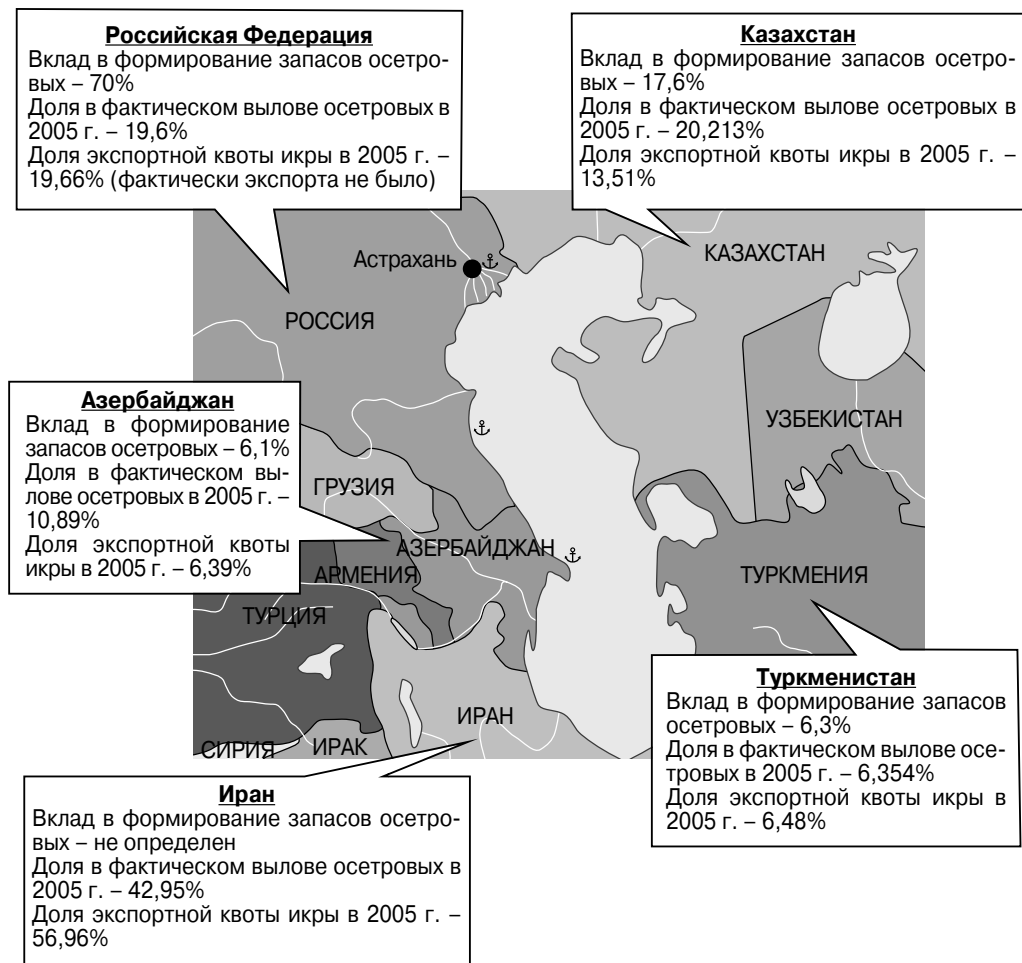 Российская Федерация
Вклад в формирование запасов осетро-
вых – 70%
Доля в фактическом вылове осетровых в
2005 г. – 19,6%
Доля экспортной квоты икры в 2005 г. –
19,66% (фактически экспорта не было)
Казахстан
Вклад в формирование запасов осетро-
вых – 17,6%
Доля в фактическом вылове осетровых в
2005 г. – 20,213%
Доля экспортной квоты икры в 2005 г. –
13,51%
Астрахань
КАЗАХСТАН
РОССИЯ
Азербайджан
Вклад в формирование
запасов осетровых – 6,1%
Доля в фактическом вы-
лове осетровых в 2005 г. –
10,89%
Доля экспортной квоты
икры в 2005 г. – 6,39%
УЗБЕКИСТАН
ГРУЗИЯ
АЗЕРБАЙДЖАН
АРМЕНИЯ
ТУРКМЕНИЯ
ТУРЦИЯ
ИРАН
СИРИЯ
ИРАК
Туркменистан
Вклад в формирование запасов
осетровых – 6,3%
Доля в фактическом вылове осе-
тровых в 2005 г. – 6,354%
Доля экспортной квоты икры в
2005 г. – 6,48%
Иран
Вклад в формирование запасов осетро-
вых – не определен
Доля в фактическом вылове осетровых в
2005 г. – 42,95%
Доля экспортной квоты икры в 2005 г. –
56,96%